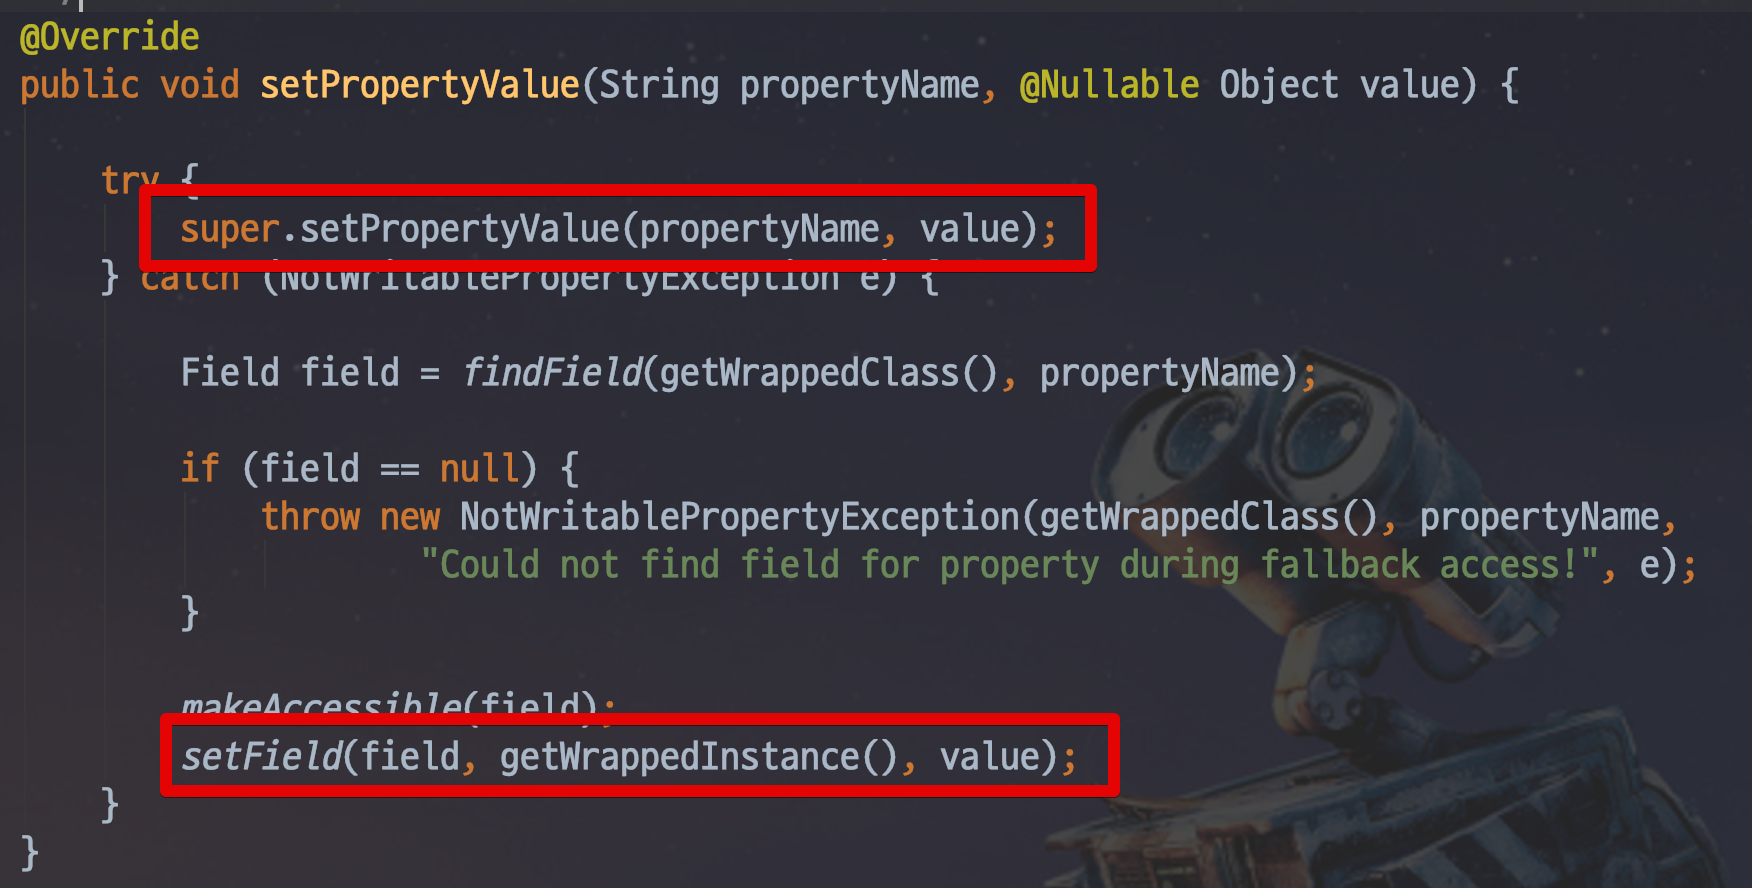 @Override
public void setPropertyValue(String propertyName, @Nullable Object value) {
try {
super.setPropertyValue(propertyName, value);
} catch (NotWritablePropertyException e) {
Field field = findField(getWrappedClass(), propertyName);
if (field == null) {
throw new NotWritablePropertyException(getWrappedClass(), propertyName,
"Could not find field for property during fallback access!", e);
}
makeAccessible(field);
setField(field, getWrappedInstance(), value);
}
}